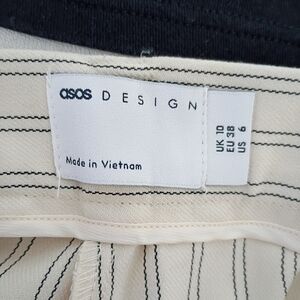 asos DESIGN
Made in Vietnam
UK 10
EU 38
US 6